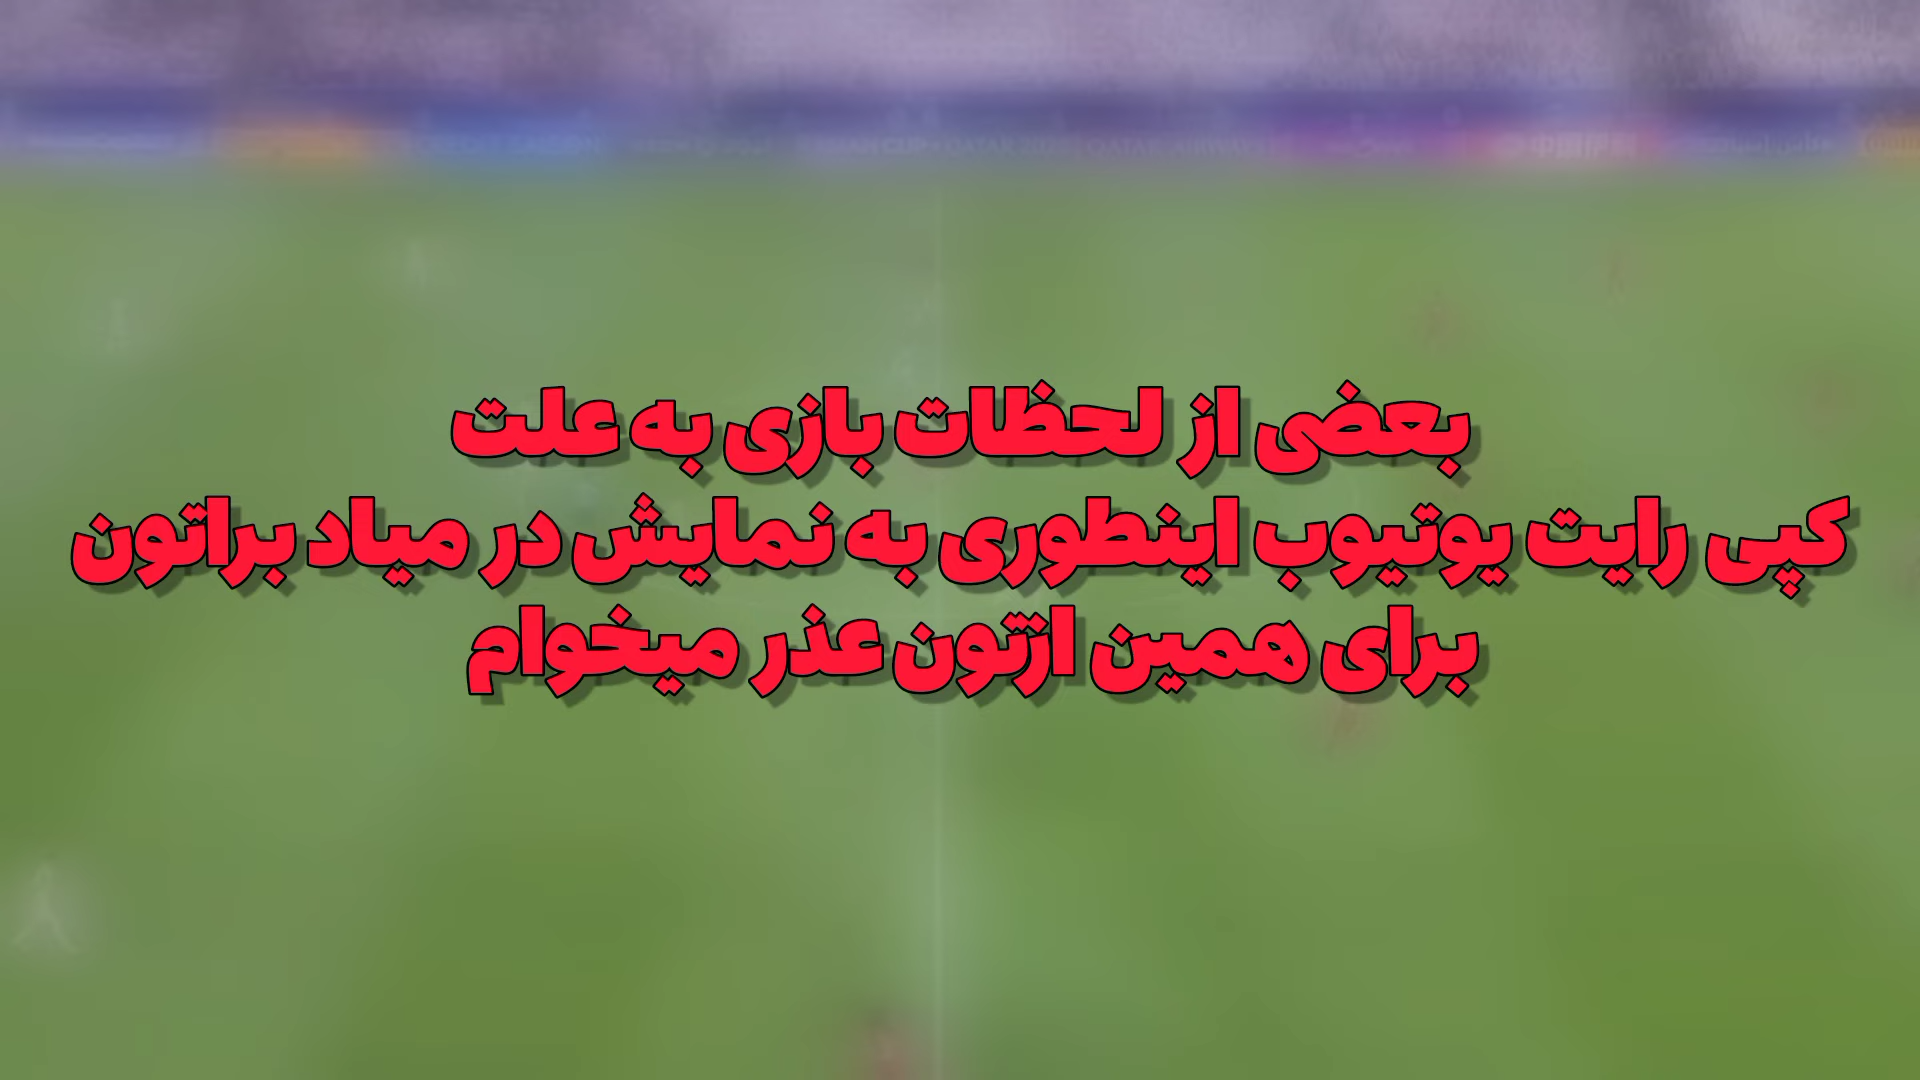 بعضی از لحظات بازی به علت
کپی رایت یوتیوب اینطوری به نمایش در میاد براتون
برای همین ازتون عذر میخوام